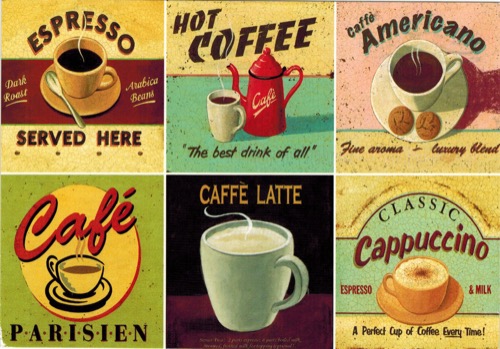 ESPRESSO
Dark
Roast
Arabica
Beans
SERVED HERE
HOT
COFFEE
Café
"The best drink of all"
Caffè
Americano
Fine aroma - luxury blend
Café
PARISIEN
CAFFÈ LATTE
CLASSIC
Cappuccino
ESPRESSO & MILK
A Perfect Cup of Coffee Every Time!